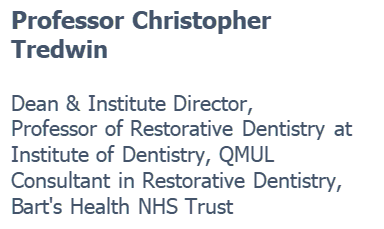 Professor Christopher
Tredwin
Dean & Institute Director,
Professor of Restorative Dentistry at
Institute of Dentistry, QMUL
Consultant in Restorative Dentistry,
Bart's Health NHS Trust